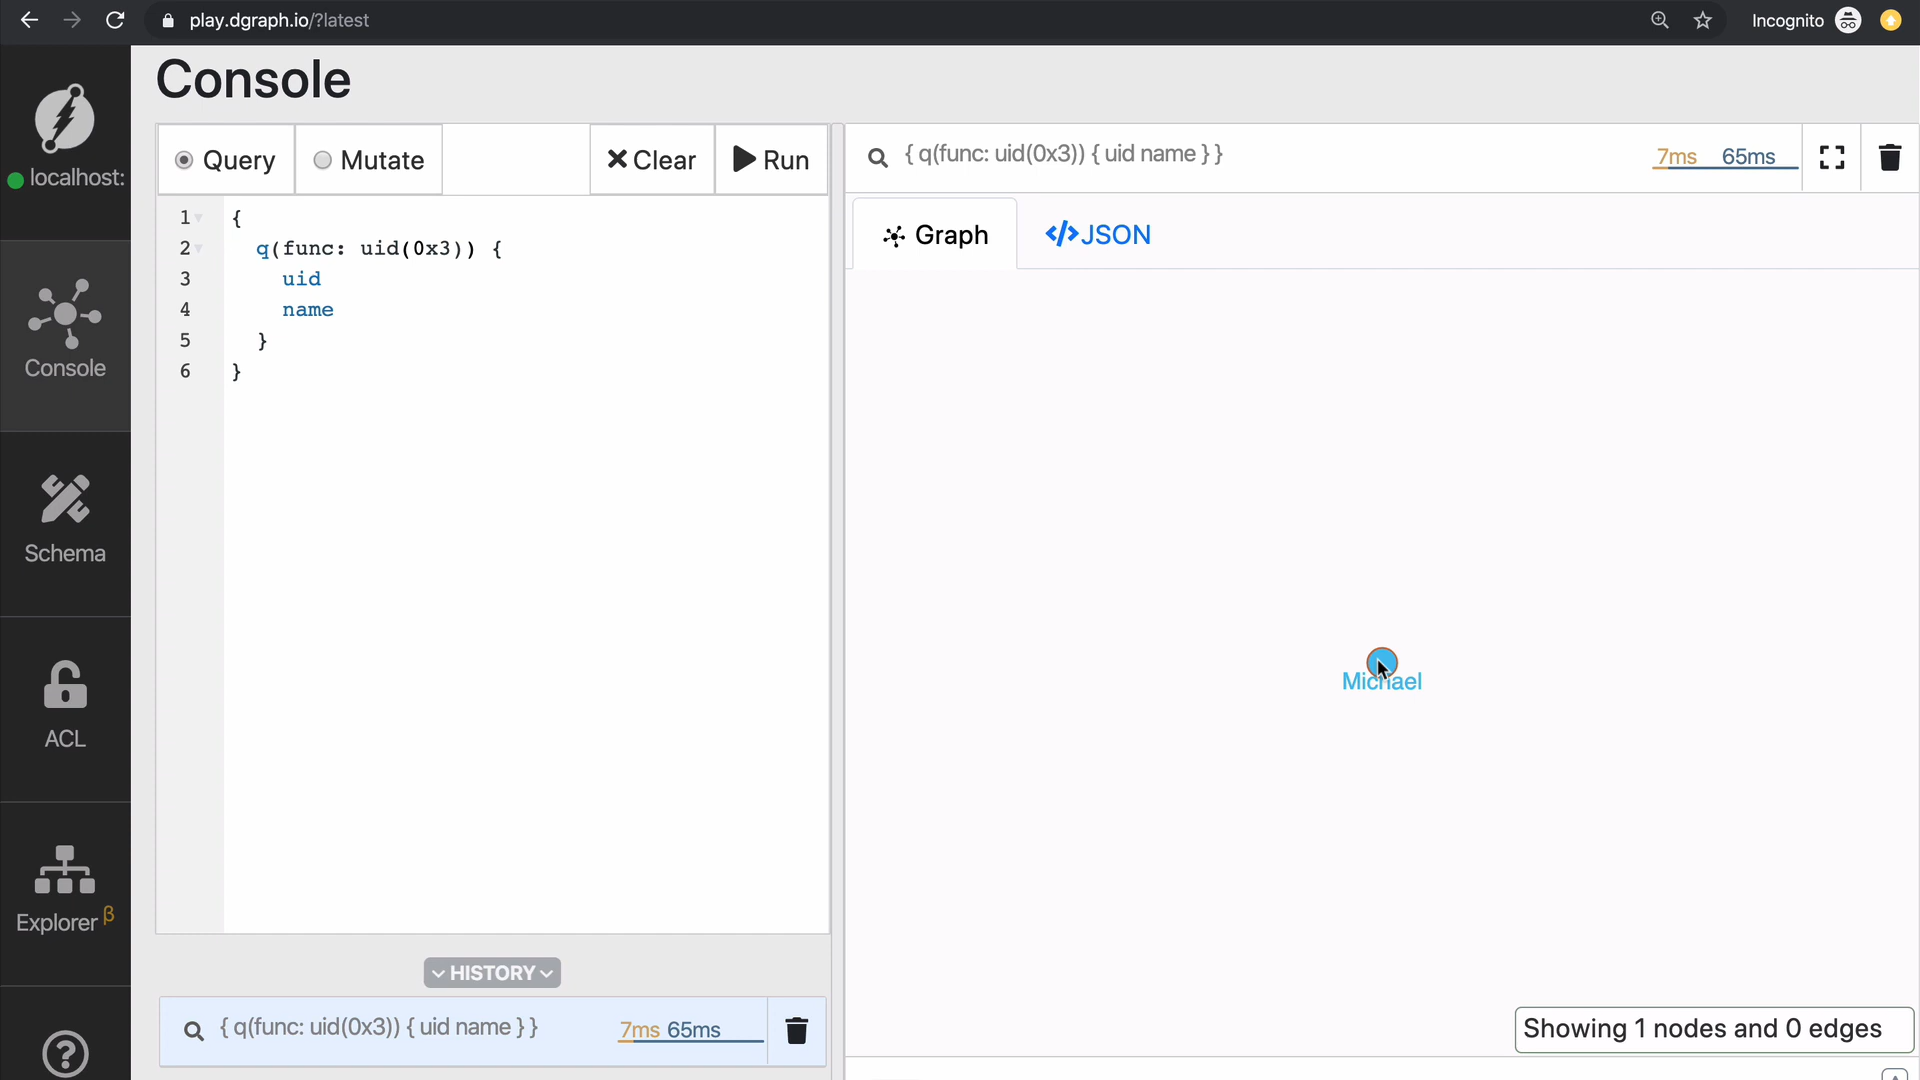 play.dgraph.io/?latest
Incognito
Console
localhost:
Console
Schema
ACL
Explorer β
Query
Mutate
Clear
Run
1 {
2 q(func: uid(0x3)) {
3 uid
4 name
5 }
6 }
HISTORY
{ q(func: uid(0x3)) { uid name } }
7ms 65ms
{ q(func: uid(0x3)) { uid name } }
7ms 65ms
Graph
</>JSON
Michael
Showing 1 nodes and 0 edges